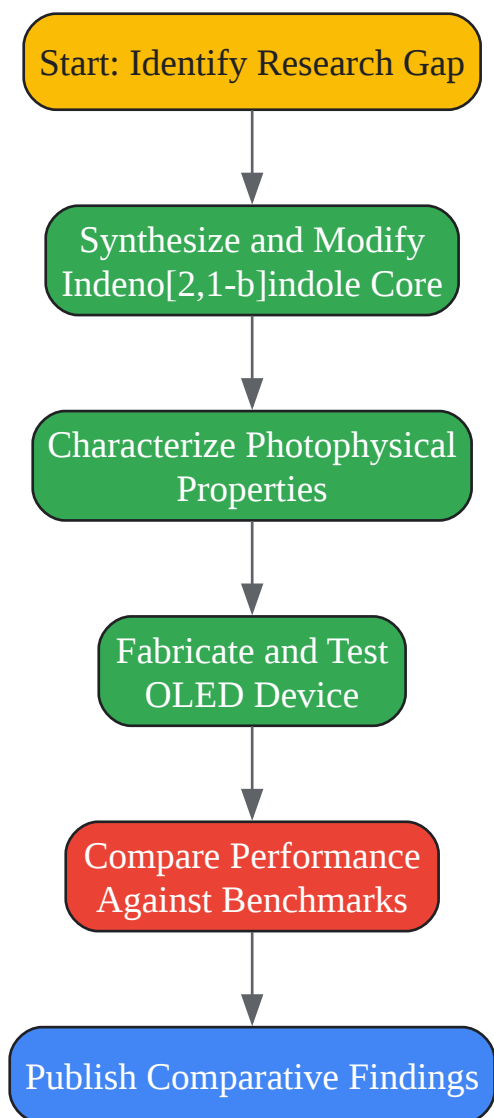 Start: Identify Research Gap
Synthesize and Modify
Indeno[2,1-b]indole Core
Characterize Photophysical
Properties
Fabricate and Test
OLED Device
Compare Performance
Against Benchmarks
Publish Comparative Findings